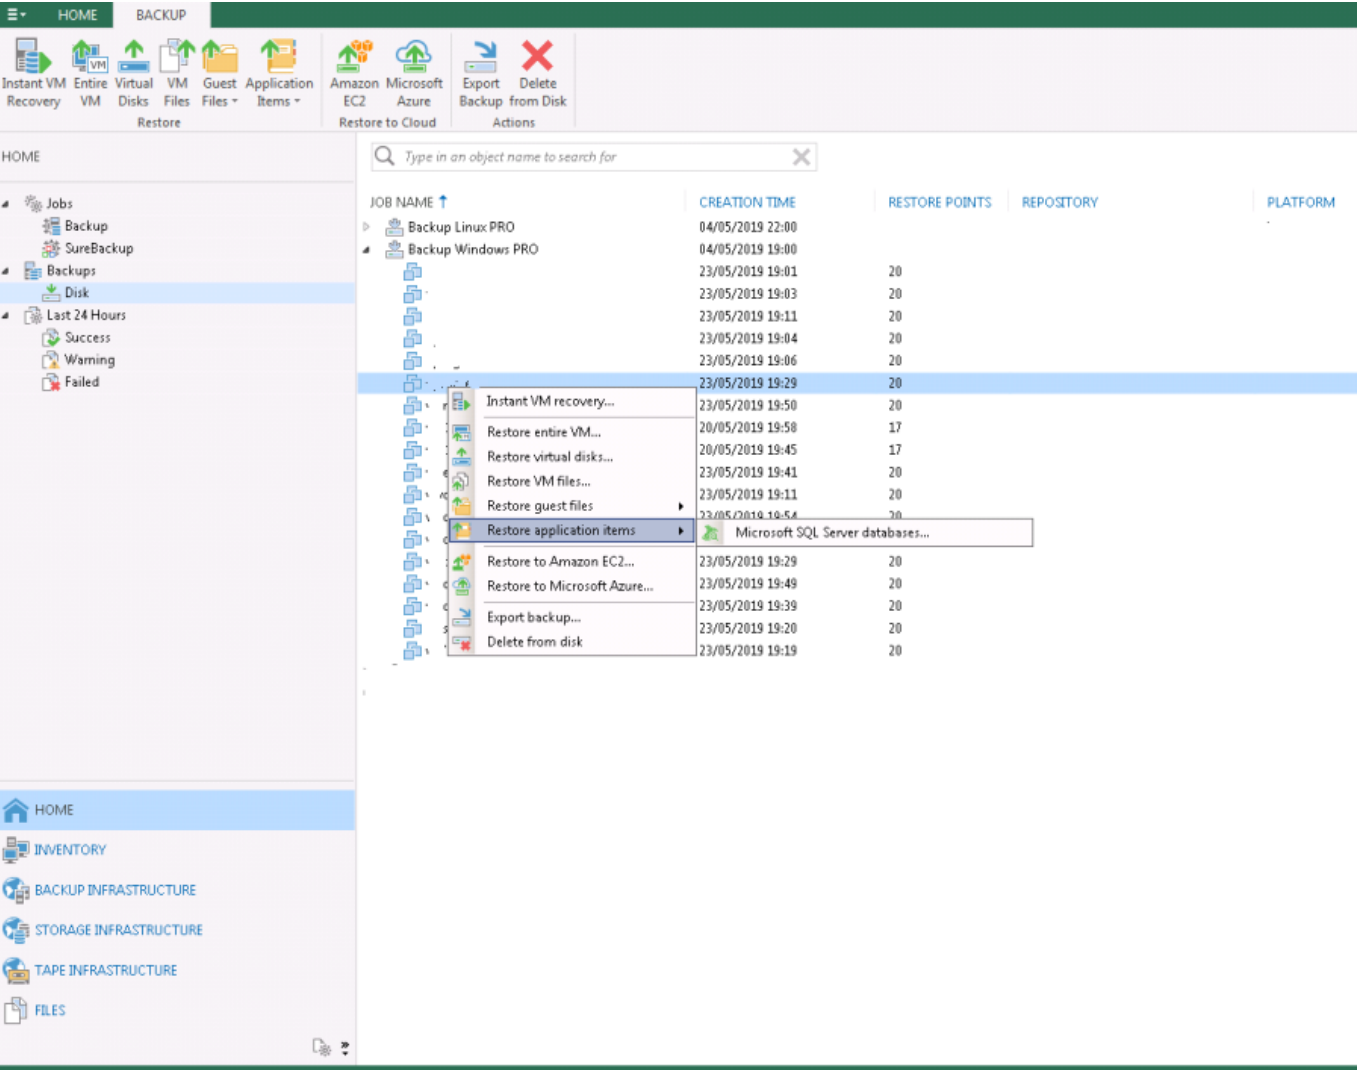 HOME BACKUP
Instant VM Recovery
Entire VM
Virtual Disks
VM Files
Guest Files
Application Items
Amazon EC2
Microsoft Azure
Export Backup
Delete from Disk
Restore
Restore to Cloud
Actions
HOME
Type in an object name to search for
Jobs
Backup
SureBackup
Backups
Disk
Last 24 Hours
Success
Warning
Failed
JOB NAME CREATION TIME RESTORE POINTS REPOSITORY PLATFORM
Backup Linux PRO 04/05/2019 22:00
Backup Windows PRO 04/05/2019 19:00
23/05/2019 19:01 20
23/05/2019 19:03 20
23/05/2019 19:11 20
23/05/2019 19:04 20
23/05/2019 19:06 20
23/05/2019 19:29 20
23/05/2019 19:50 20
20/05/2019 19:58 17
20/05/2019 19:45 17
23/05/2019 19:41 20
23/05/2019 19:11 20
23/05/2019 19:54 20
23/05/2019 19:29 20
23/05/2019 19:49 20
23/05/2019 19:39 20
23/05/2019 19:20 20
23/05/2019 19:19 20
Instant VM recovery...
Restore entire VM...
Restore virtual disks...
Restore VM files...
Restore guest files
Restore application items
Microsoft SQL Server databases...
Restore to Amazon EC2...
Restore to Microsoft Azure...
Export backup...
Delete from disk
HOME
INVENTORY
BACKUP INFRASTRUCTURE
STORAGE INFRASTRUCTURE
TAPE INFRASTRUCTURE
FILES